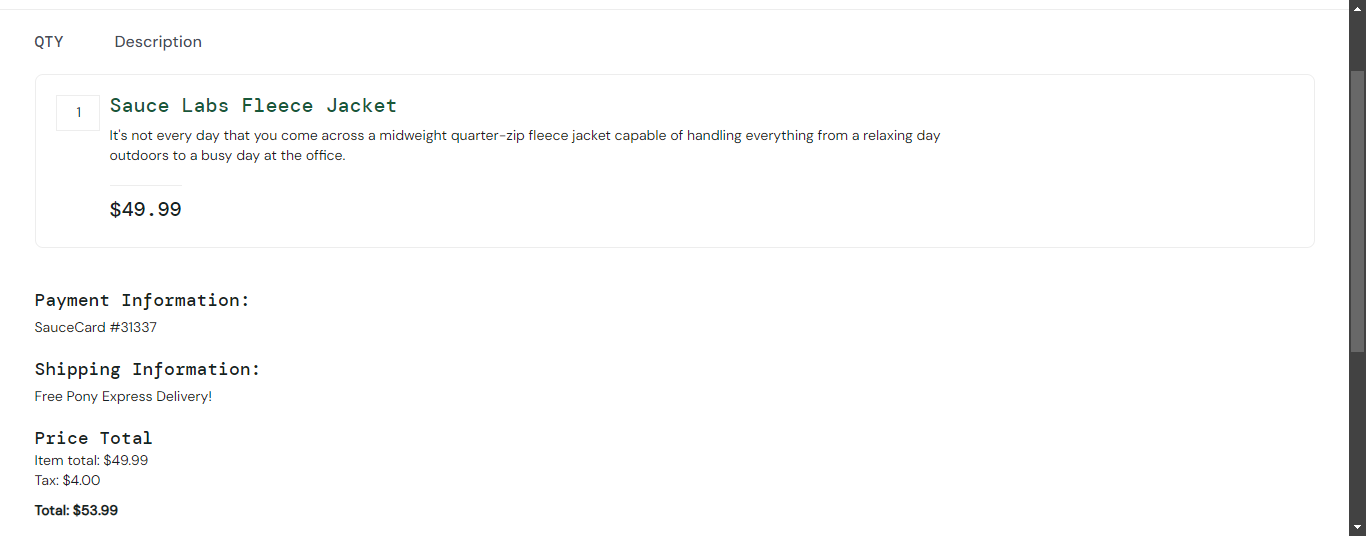 QTY Description
1 Sauce Labs Fleece Jacket
It's not every day that you come across a midweight quarter-zip fleece jacket capable of handling everything from a relaxing day
outdoors to a busy day at the office.
$49.99
Payment Information:
SauceCard #31337
Shipping Information:
Free Pony Express Delivery!
Price Total
Item total: $49.99
Tax: $4.00
Total: $53.99